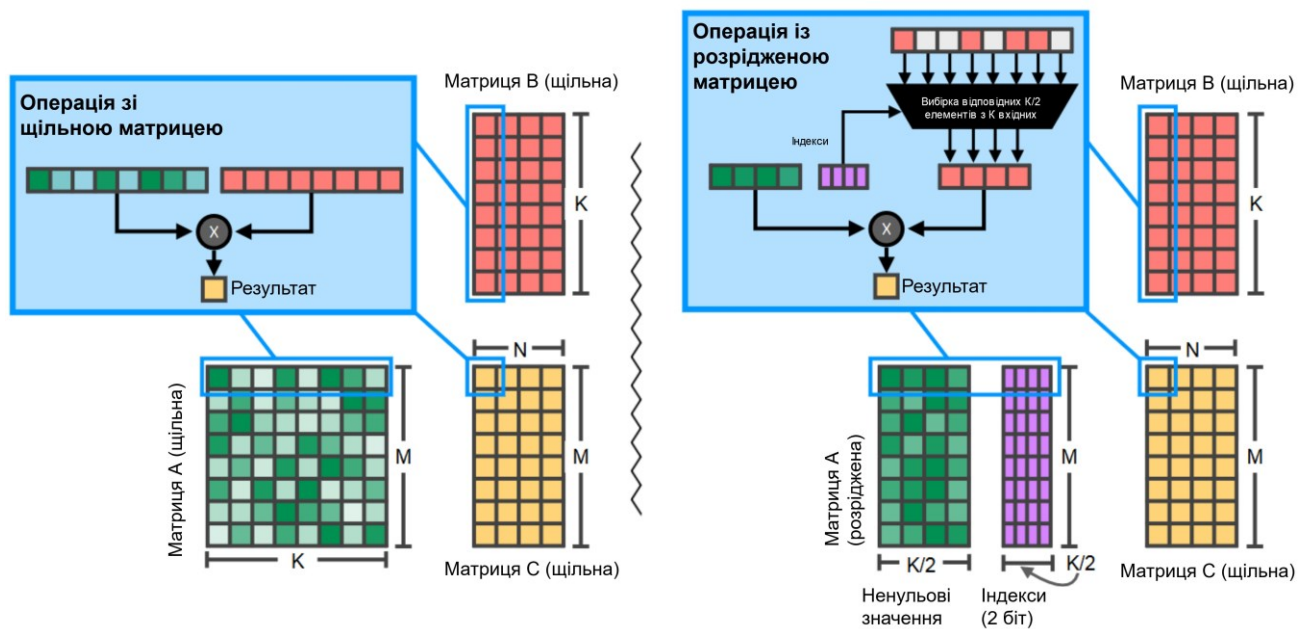 Операція зі
щільною матрицею
Матриця B (щільна)
K
X
Результат
N
Матриця A (щільна)
M
M
K
Матриця C (щільна)
Операція із
розрідженою
матрицею
Вибірка відповідних K/2
елементів з K вхідних
Індекси
Матриця B (щільна)
K
X
Результат
N
Матриця A
(розріджена
M
M
K/2
K/2
Матриця C (щільна)
Ненульові
значення
Індекси
(2 біт)